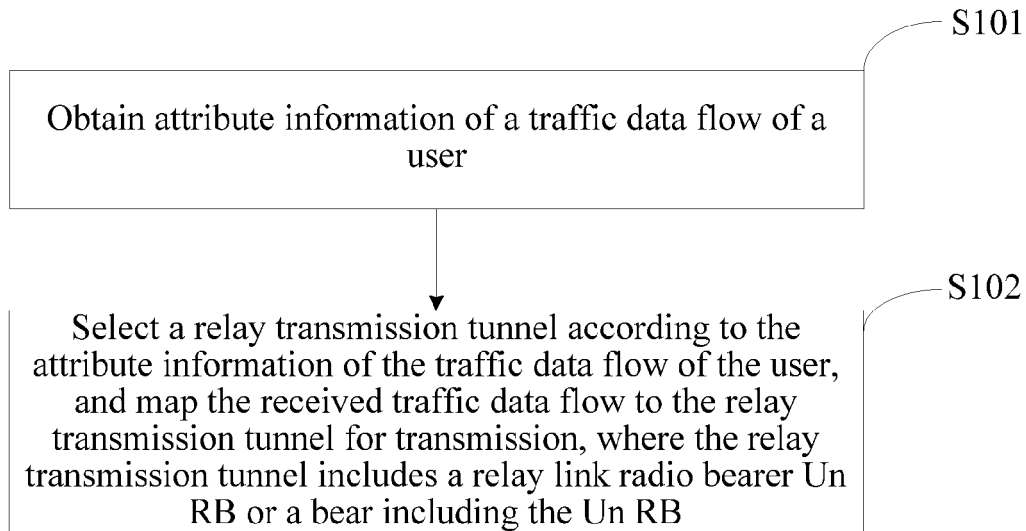 S101
Obtain attribute information of a traffic data flow of a
user
S102
Select a relay transmission tunnel according to the
attribute information of the traffic data flow of the user,
and map the received traffic data flow to the relay
transmission tunnel for transmission, where the relay
transmission tunnel includes a relay link radio bearer Un
RB or a bear including the Un RB